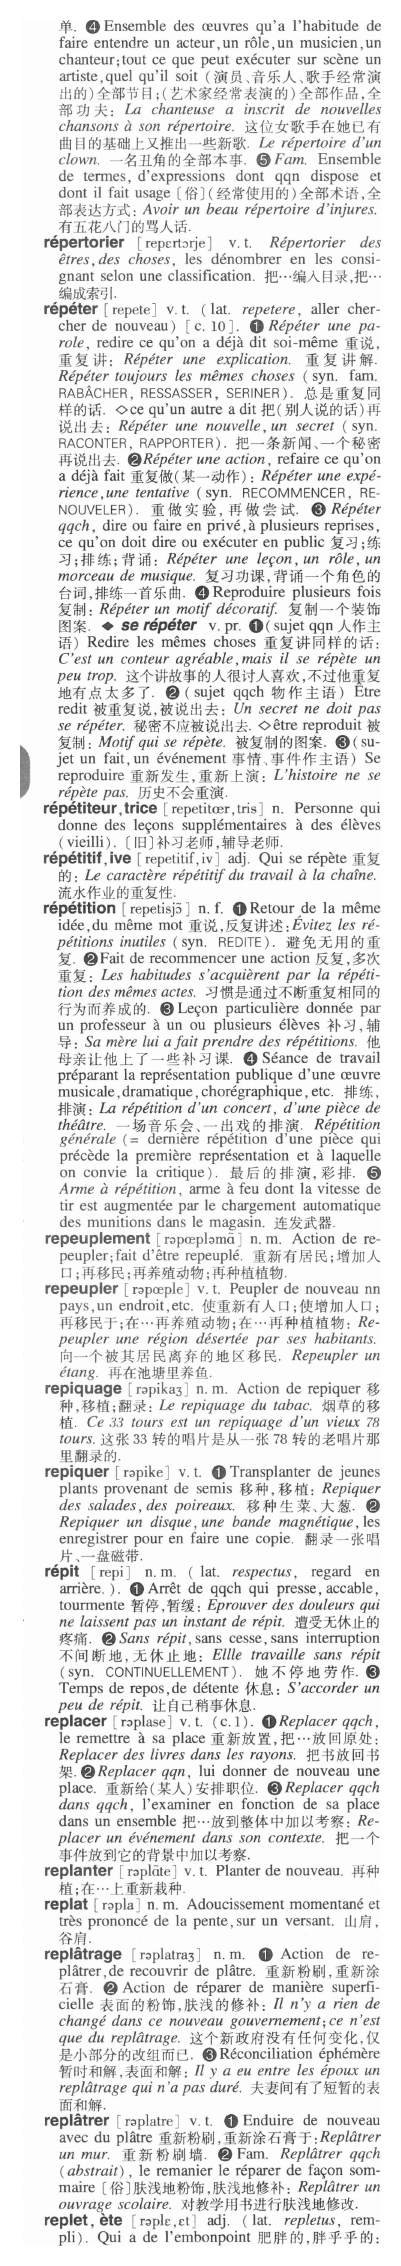 单. ❹ Ensemble des œuvres qu'a l'habitude de
faire entendre un acteur,un rôle,un musicien,un
chanteur;tout ce que peut exécuter sur scène un
artiste,quel qu'il soit (演员、音乐人、歌手经常演
出的)全部节目;(艺术家经常表演的)全部作品,全
部功夫: La chanteuse a inscrit de nouvelles
chansons à son répertoire. 这位女歌手在她已有
曲目的基础上又推出一些新歌. Le répertoire d'un
clown. 一名丑角的全部本事. ❺ Fam. Ensemble
de termes, d'expressions dont qqn dispose et
dont il fait usage [俗](经常使用的)全部术语,全
部表达方式: Avoir un beau répertoire d'injures.
有五花八门的骂人话.
répertorier [repɛrtɔrje] v. t. Répertorier des
êtres,des choses, les dénombrer en les consi-
gnant selon une classification. 把…编入目录,把…
编成索引.
répéter [repete] v. t. (lat. repetere, aller cher-
cher de nouveau) [c. 10]. ❶ Répéter une pa-
role, redire ce qu'on a déjà dit soi-même 重说,
重复讲: Répéter une explication. 重复讲解.
Répéter toujours les mêmes choses (syn. fam.
RABÂCHER, RESSASSER, SERINER). 总是重复同
样的话. ◇ce qu'un autre a dit 把(别人说的话)再
说出去: Répéter une nouvelle, un secret (syn.
RACONTER, RAPPORTER). 把一条新闻、一个秘密
再说出去. ❷Répéter une action, refaire ce qu'on
a déjà fait 重复做(某一动作): Répéter une expé-
rience,une tentative (syn. RECOMMENCER, RE-
NOUVELER). 重做实验,再做尝试. ❸ Répéter
qqch, dire ou faire en privé,à plusieurs reprises,
ce qu'on doit dire ou exécuter en public 复习;练
习;排练;背诵: Répéter une leçon, un rôle, un
morceau de musique. 复习功课,背诵一个角色的
台词,排练一首乐曲. ❹ Reproduire plusieurs fois
复制: Répéter un motif décoratif. 复制一个装饰
图案. ◆ se répéter v. pr. ❶ (sujet qqn 人作主
语) Redire les mêmes choses 重复讲同样的话:
C'est un conteur agréable,mais il se répète un
peu trop. 这个讲故事的人很讨人喜欢,不过他重复
地有点太多了. ❷ (sujet qqch 物作主语) Être
redit 被重复说,被说出去: Un secret ne doit pas
se répéter. 秘密不应被说出去. ◇être reproduit 被
复制: Motif qui se répète. 被复制的图案. ❸ (su-
jet un fait, un événement 事情、事件作主语) Se
reproduire 重新发生,重新上演: L'histoire ne se
répète pas. 历史不会重演.
répétiteur,trice [repetitœr,tris] n. Personne qui
donne des leçons supplémentaires à des élèves
(vieilli). [旧]补习老师,辅导老师.
répétitif,ive [repetitif,iv] adj. Qui se répète 重复
的: Le caractère répétitif du travail à la chaîne.
流水作业的重复性.
répétition [repetisjɔ̃] n. f. ❶ Retour de la même
idée,du même mot 重说,反复讲述:Évitez les ré-
pétitions inutiles (syn. REDITE). 避免无用的重
复. ❷Fait de recommencer une action 反复,多次
重复: Les habitudes s'acquièrent par la répéti-
tion des mêmes actes. 习惯是通过不断重复相同的
行为而养成的. ❸ Leçon particulière donnée par
un professeur à un ou plusieurs élèves 补习,辅
导: Sa mère lui a fait prendre des répétitions. 他
母亲让他上了一些补习课. ❹ Séance de travail
préparant la représentation publique d'une œuvre
musicale,dramatique,chorégraphique,etc. 排练,
排演: La répétition d'un concert, d'une pièce de
théâtre. 一场音乐会、一出戏的排演. Répétition
générale (= dernière répétition d'une pièce qui
précède la première représentation et à laquelle
on convie la critique). 最后的排演,彩排. ❺
Arme à répétition, arme à feu dont la vitesse de
tir est augmentée par le chargement automatique
des munitions dans le magasin. 连发武器.
repeuplement [rəpœpləmɑ̃] n. m. Action de re-
peupler;fait d'être repeuplé. 重新有居民;增加人
口;再移民;再养殖动物;再种植植物.
repeupler [rəpœple] v. t. Peupler de nouveau nn
pays,un endroit,etc. 使重新有人口;使增加人口;
再移民于;在…再养殖动物;在…再种植植物: Re-
peupler une région désertée par ses habitants.
向一个被其居民离弃的地区移民. Repeupler un
étang. 再在池塘里养鱼.
repiquage [rəpikaʒ] n. m. Action de repiquer 移
种,移植;翻录: Le repiquage du tabac. 烟草的移
植. Ce 33 tours est un repiquage d'un vieux 78
tours. 这张 33 转的唱片是从一张 78 转的老唱片那
里翻录的.
repiquer [rəpike] v. t. ❶ Transplanter de jeunes
plants provenant de semis 移种,移植: Repiquer
des salades, des poireaux. 移种生菜、大葱. ❷
Repiquer un disque,une bande magnétique,les
enregistrer pour en faire une copie. 翻录一张唱
片、一盘磁带.
répit [repi] n. m. (lat. respectus, regard en
arrière. ). ❶ Arrêt de qqch qui presse,accable,
tourmente 暂停,暂缓: Eprouver des douleurs qui
ne laissent pas un instant de répit. 遭受无休止的
疼痛. ❷ Sans répit,sans cesse,sans interruption
不间断地,无休止地: Ellle travaille sans répit
(syn. CONTINUELLEMENT). 她不停地劳作. ❸
Temps de repos,de détente 休息: S'accorder un
peu de répit. 让自己稍事休息.
replacer [rəplase] v. t. (c. 1). ❶ Replacer qqch,
le remettre à sa place 重新放置,把…放回原处:
Replacer des livres dans les rayons. 把书放回书
架. ❷ Replacer qqn, lui donner de nouveau une
place. 重新给(某人)安排职位. ❸ Replacer qqch
dans qqch, l'examiner en fonction de sa place
dans un ensemble 把…放到整体中加以考察: Re-
placer un événement dans son contexte. 把一个
事件放到它的背景中加以考察.
replanter [rəplɑ̃te] v. t. Planter de nouveau. 再种
植;在…上重新栽种.
replat [rəpla] n. m. Adoucissement momentané et
très prononcé de la pente,sur un versant. 山肩,
谷肩.
replâtrage [rəplatraʒ] n. m. ❶ Action de re-
plâtrer,de recouvrir de plâtre. 重新粉刷,重新涂
石膏. ❷ Action de réparer de manière superfi-
cielle 表面的粉饰,肤浅的修补: Il n'y a rien de
changé dans ce nouveau gouvernement;ce n'est
que du replâtrage. 这个新政府没有任何变化,仅
是小部分的改组而已. ❸ Réconciliation éphémère
暂时和解,表面和解: Il y a eu entre les époux un
replâtrage qui n'a pas duré. 夫妻间有了短暂的表
面和解.
replâtrer [rəplatre] v. t. ❶ Enduire de nouveau
avec du plâtre 重新粉刷,重新涂石膏于:Replâtrer
un mur. 重新粉刷墙. ❷ Fam. Replâtrer qqch
(abstrait), le remanier le réparer de façon som-
maire [俗]肤浅地粉饰,肤浅地修补: Replâtrer un
ouvrage scolaire. 对教学用书进行肤浅地修改.
replet, ète [rəplɛ,ɛt] adj. (lat. repletus, rem-
pli). Qui a de l'embonpoint 肥胖的,胖乎乎的: